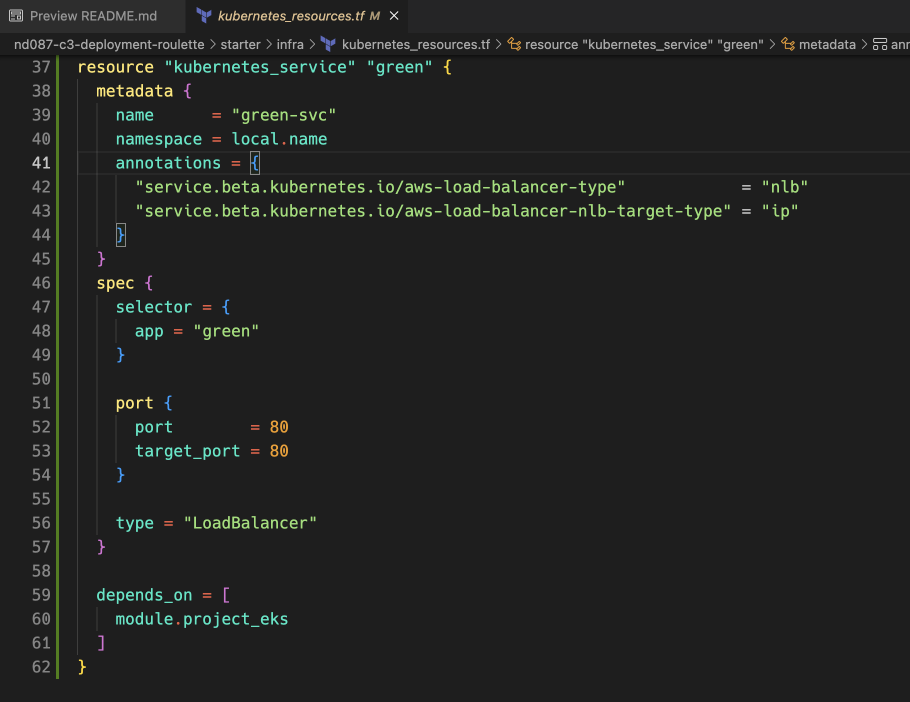 Preview README.md
kubernetes_resources.tf M
nd087-c3-deployment-roulette > starter > infra > kubernetes_resources.tf > resource "kubernetes_service" "green" > metadata > ann
37 resource "kubernetes_service" "green" {
38   metadata {
39     name      = "green-svc"
40     namespace = local.name
41     annotations = {
42       "service.beta.kubernetes.io/aws-load-balancer-type"            = "nlb"
43       "service.beta.kubernetes.io/aws-load-balancer-nlb-target-type" = "ip"
44     }
45   }
46   spec {
47     selector = {
48       app = "green"
49     }
50
51     port {
52       port        = 80
53       target_port = 80
54     }
55
56     type = "LoadBalancer"
57   }
58
59   depends_on = [
60     module.project_eks
61   ]
62 }